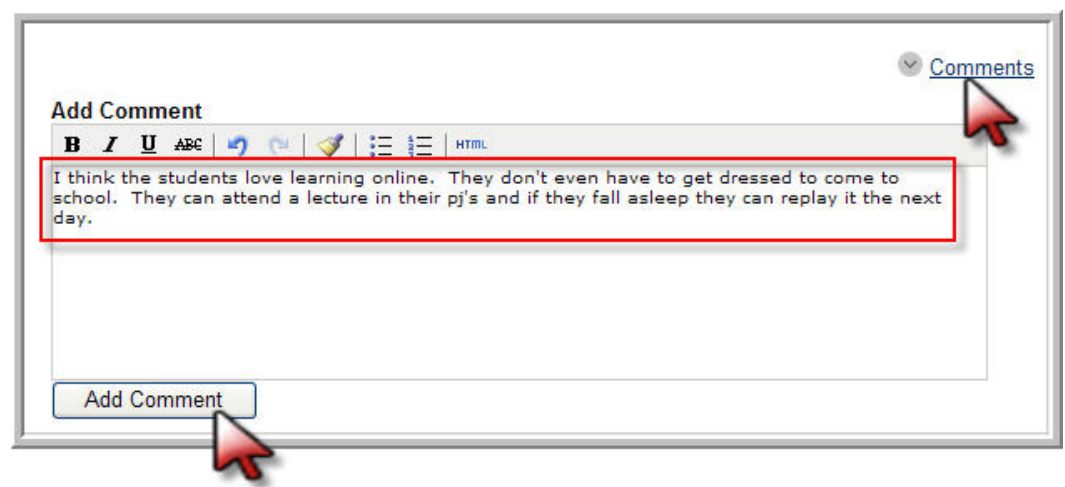 Comments
Add Comment
B I U ABC HTML
I think the students love learning online.  They don't even have to get dressed to come to
school.  They can attend a lecture in their pj's and if they fall asleep they can replay it the next
day.
Add Comment